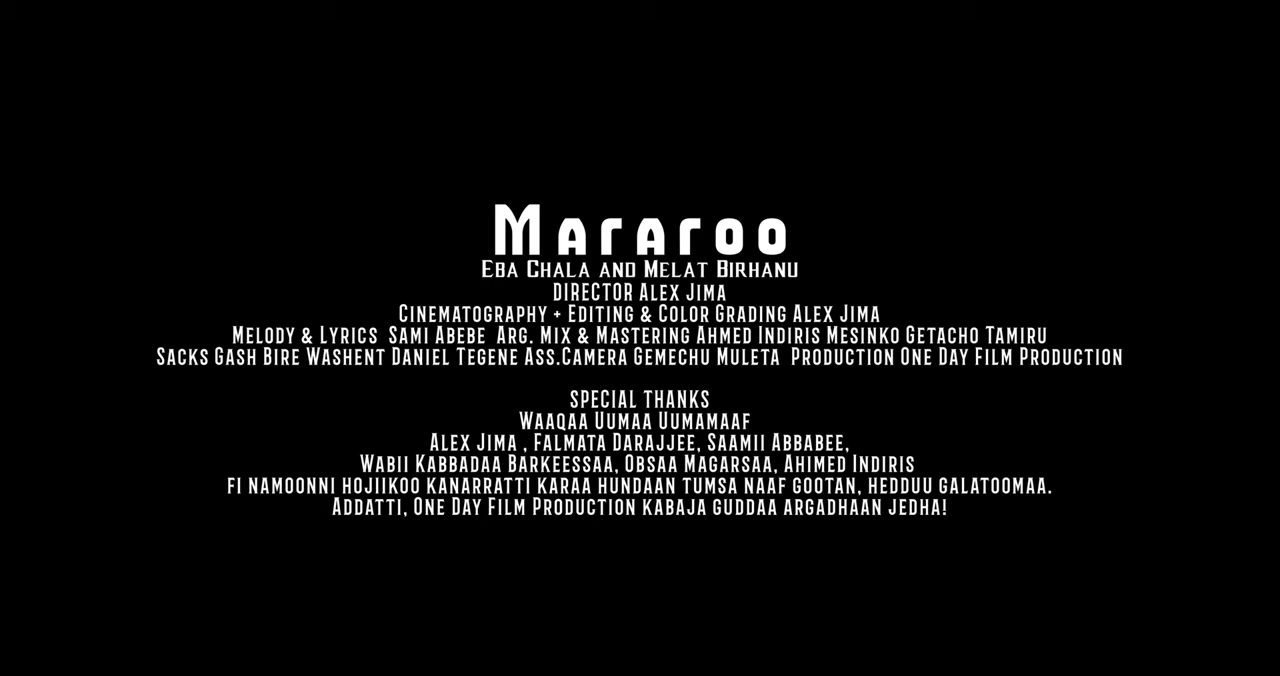 Mararoo
Eba Chala and Melat Birhanu
DIRECTOR Alex Jima
Cinematography + Editing & Color Grading Alex Jima
Melody & Lyrics Sami Abebe Arg. Mix & Mastering Ahmed Indiris Mesinko Getacho Tamiru
Sacks Gash Bire Washent Daniel Tegene Ass.Camera Gemechu Muleta Production One Day Film Production
SPECIAL THANKS
Waaqaa Uumaa Uumamaaf
Alex Jima , Falmata Darajjee, Saamii Abbabee,
Wabii Kabbadaa Barkeessaa, Obsaa Magarsaa, Ahimed Indiris
fi namoonni hojiikoo kanarratti karaa hundaan tumsa naaf gootan, hedduu galatoomaa.
Addatti, One Day Film Production kabaja guddaa argadhaan jedha!